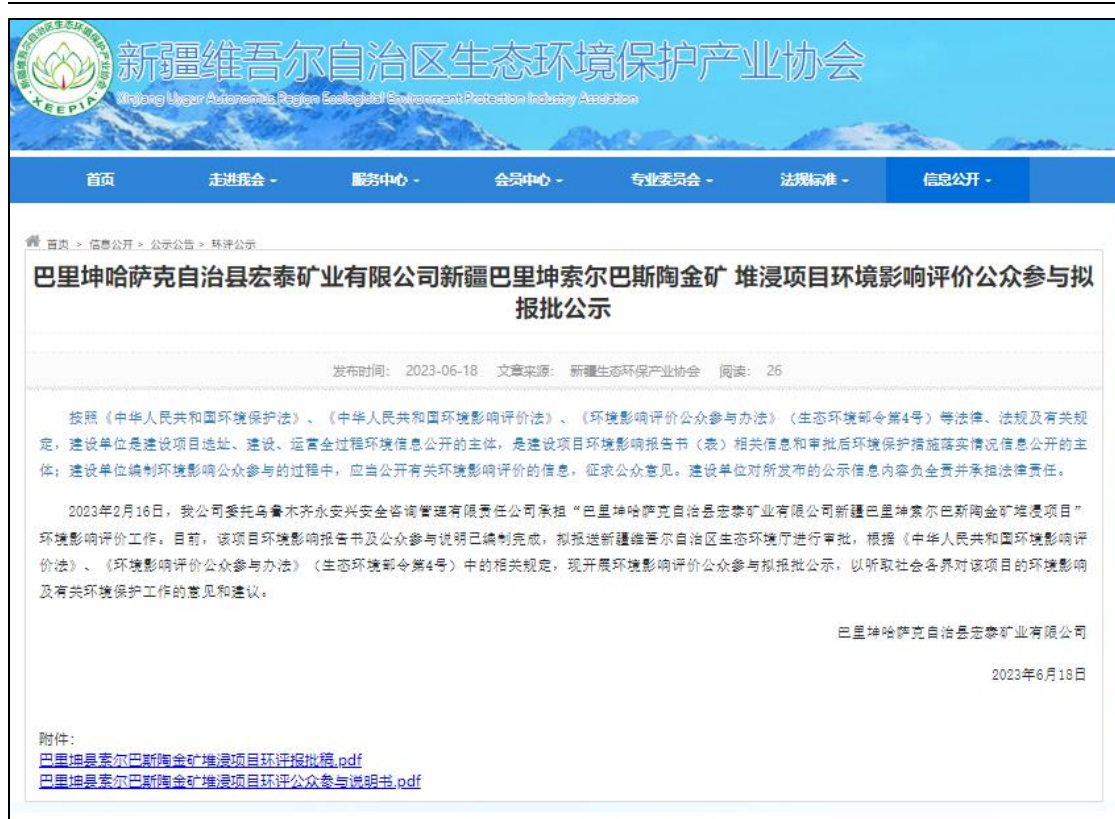 新疆维吾尔自治区生态环境保护产业协会
Xinjiang Uygur Autonomus Region Ecological Environment Protection Industry Assciation
XEEPIA
首页 走进我会 服务中心 会员中心 专业委员会 法规标准 信息公开
首页 > 信息公开 > 公示公告 > 环评公示
巴里坤哈萨克自治县宏泰矿业有限公司新疆巴里坤索尔巴斯陶金矿 堆浸项目环境影响评价公众参与拟
报批公示
发布时间: 2023-06-18 文章来源: 新疆生态环保产业协会 阅读: 26
按照《中华人民共和国环境保护法》、《中华人民共和国环境影响评价法》、《环境影响评价公众参与办法》（生态环境部令第4号）等法律、法规及有关规
定，建设单位是建设项目选址、建设、运营全过程环境信息公开的主体，是建设项目环境影响报告书（表）相关信息和审批后环境保护措施落实情况信息公开的主
体；建设单位编制环境影响公众参与的过程中，应当公开有关环境影响评价的信息，征求公众意见。建设单位对所发布的公示信息内容负全责并承担法律责任。
2023年2月16日，我公司委托乌鲁木齐永安兴安全咨询管理有限责任公司承担“巴里坤哈萨克自治县宏泰矿业有限公司新疆巴里坤索尔巴斯陶金矿堆浸项目”
环境影响评价工作。目前，该项目环境影响报告书及公众参与说明已编制完成，拟报送新疆维吾尔自治区生态环境厅进行审批，根据《中华人民共和国环境影响评
价法》、《环境影响评价公众参与办法》（生态环境部令第4号）中的相关规定，现开展环境影响评价公众参与拟报批公示，以听取社会各界对该项目的环境影响
及有关环境保护工作的意见和建议。
巴里坤哈萨克自治县宏泰矿业有限公司
2023年6月18日
附件：
巴里坤县索尔巴斯陶金矿堆浸项目环评报批稿.pdf
巴里坤县索尔巴斯陶金矿堆浸项目环评公众参与说明书.pdf